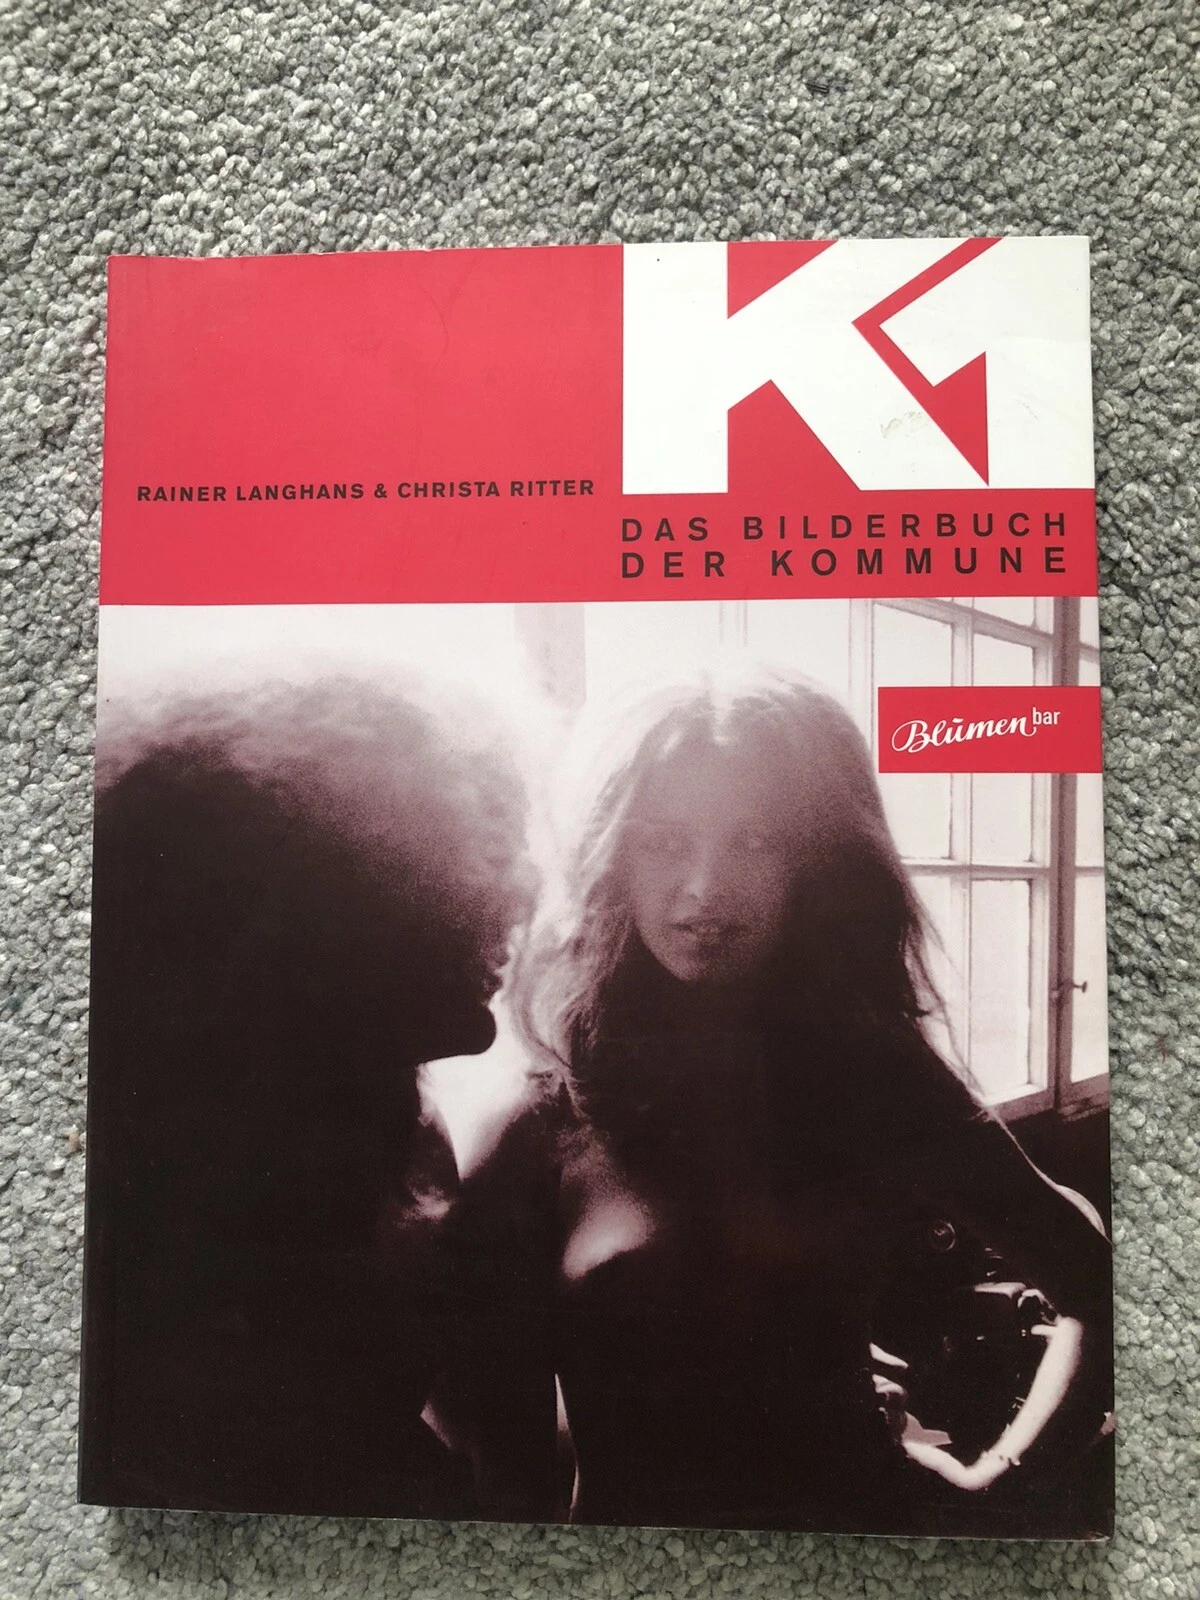 K1
RAINER LANGHANS & CHRISTA RITTER
DAS BILDERBUCH
DER KOMMUNE
Blumenbar